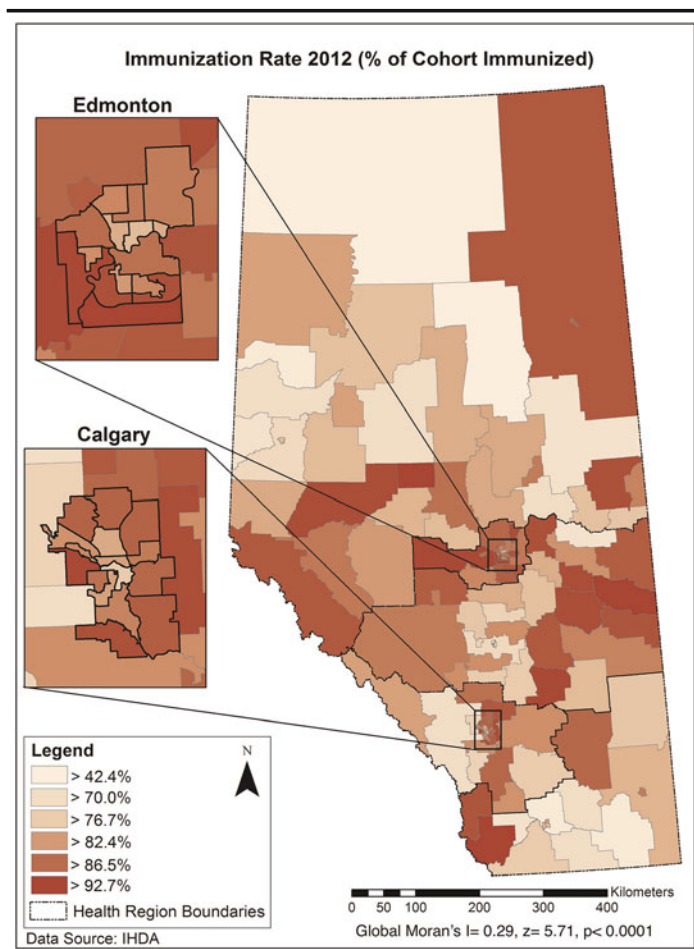 Immunization Rate 2012 (% of Cohort Immunized)
Edmonton
Calgary
Legend
> 42.4%
> 70.0%
> 76.7%
> 82.4%
> 86.5%
> 92.7%
Health Region Boundaries
N
Data Source: IHDA
Kilometers
0 50 100 200 300 400
Global Moran's I= 0.29, z= 5.71, p< 0.0001